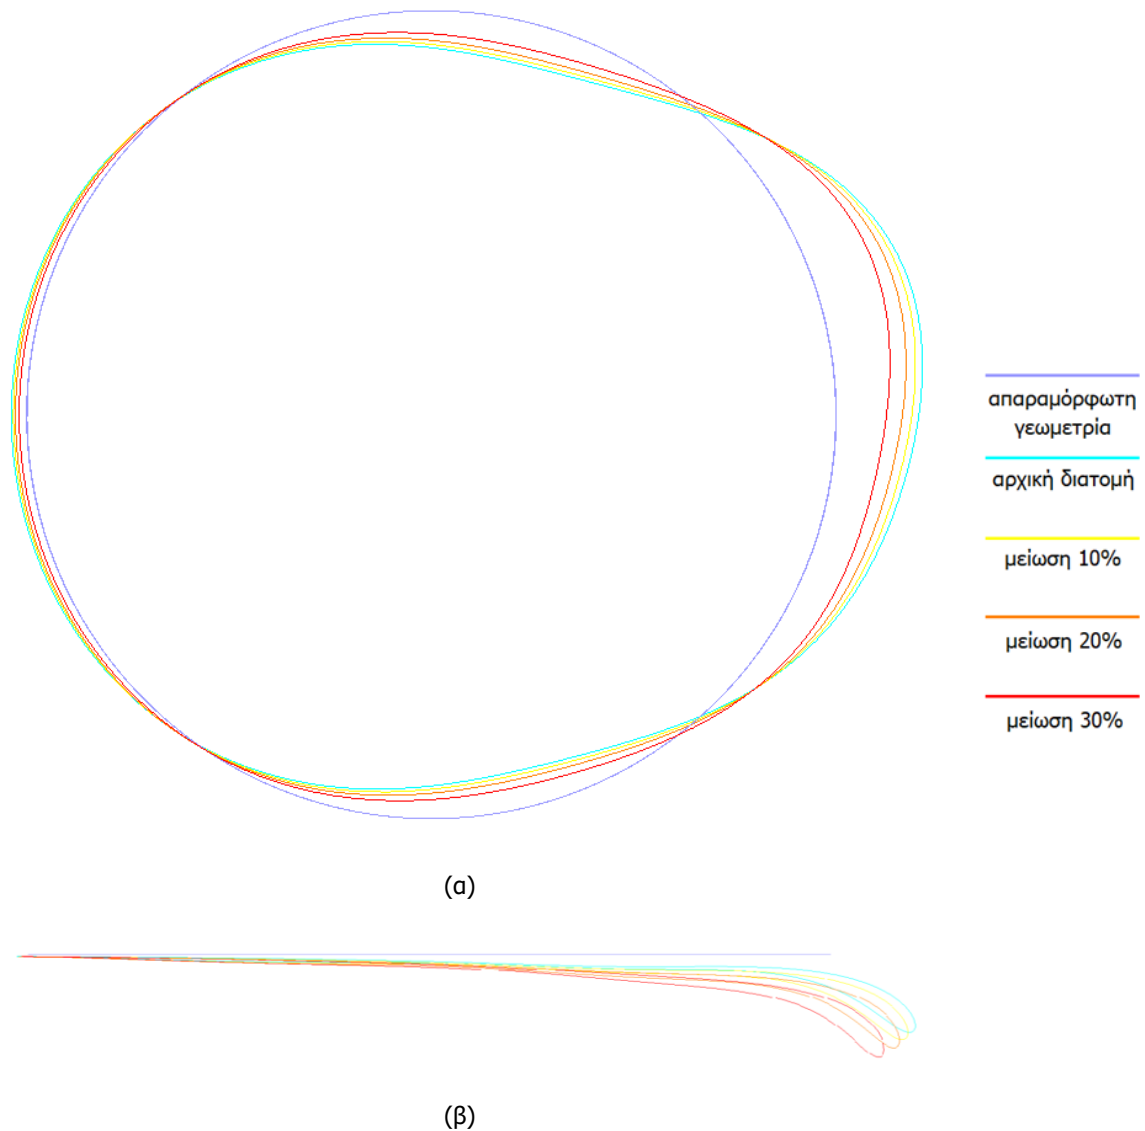 απαραμόρφωτη
γεωμετρία
αρχική διατομή
μείωση 10%
μείωση 20%
μείωση 30%
(α)
(β)